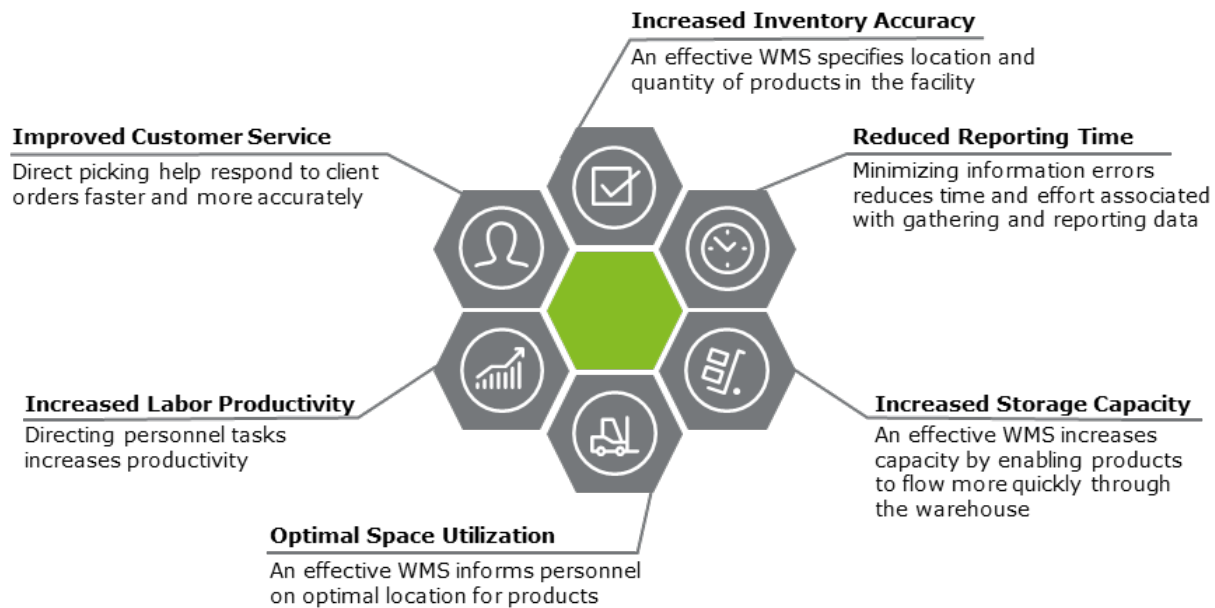 Increased Inventory Accuracy
An effective WMS specifies location and
quantity of products in the facility
Improved Customer Service
Direct picking help respond to client
orders faster and more accurately
Reduced Reporting Time
Minimizing information errors
reduces time and effort associated
with gathering and reporting data
Increased Labor Productivity
Directing personnel tasks
increases productivity
Increased Storage Capacity
An effective WMS increases
capacity by enabling products
to flow more quickly through
the warehouse
Optimal Space Utilization
An effective WMS informs personnel
on optimal location for products